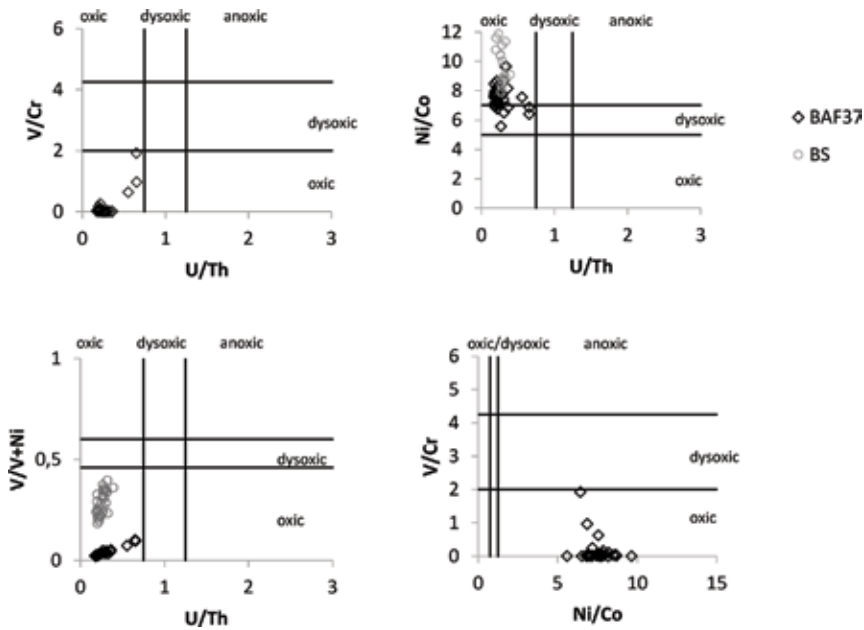 oxic dysoxic anoxic
6
4
2
0
V/Cr
dysoxic
oxic
0 1 2 3
U/Th
oxic dysoxic anoxic
12
10
8
6
4
2
0
Ni/Co
dysoxic
oxic
0 1 2 3
U/Th
BAF37
BS
oxic dysoxic anoxic
1
0,5
0
V/V+Ni
dysoxic
oxic
0 1 2 3
U/Th
oxic/dysoxic anoxic
6
5
4
3
2
1
0
V/Cr
dysoxic
oxic
0 5 10 15
Ni/Co